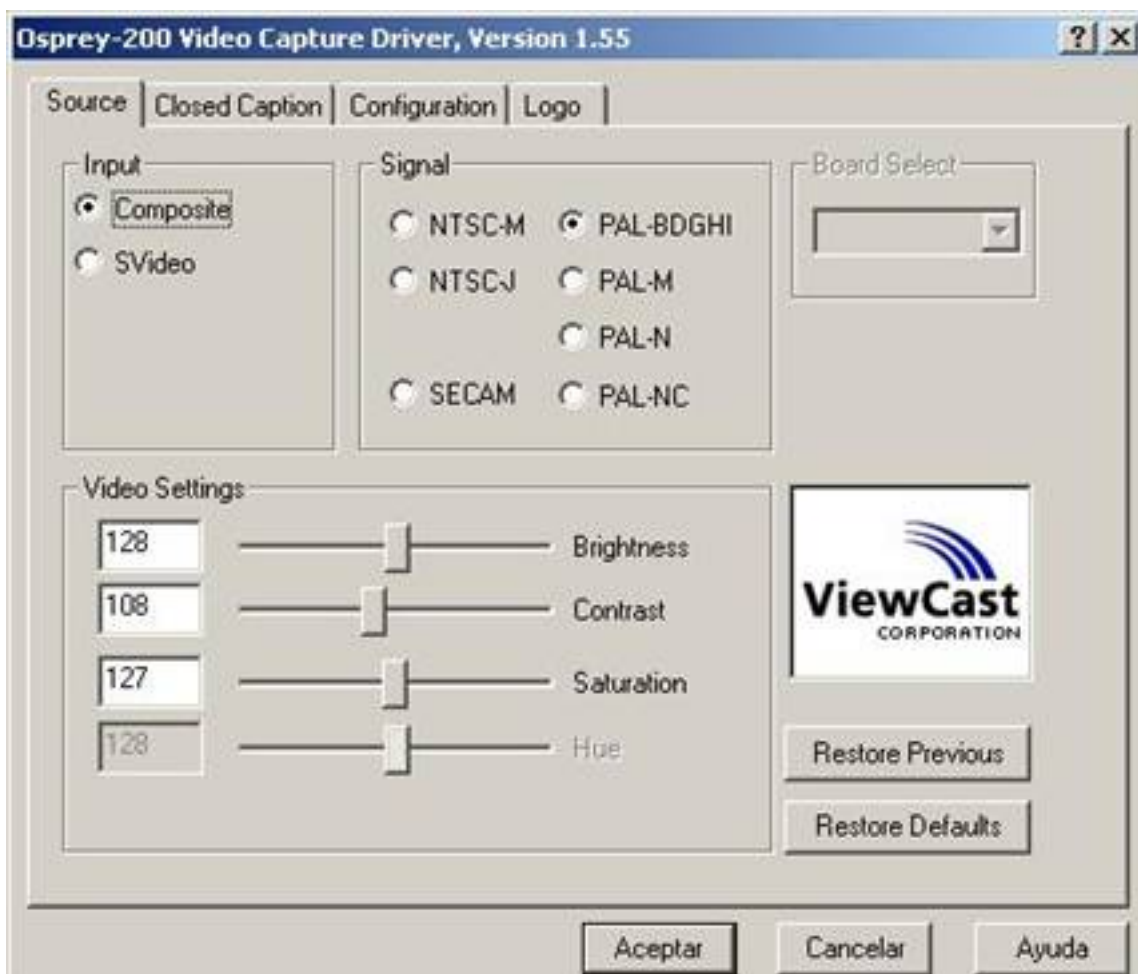 Osprey-200 Video Capture Driver, Version 1.55
Source Closed Caption Configuration Logo
Input
Composite
SVideo
Signal
NTSC-M PAL-BDGHI
NTSC-J PAL-M
PAL-N
SECAM PAL-NC
Board Select
Video Settings
128 Brightness
108 Contrast
127 Saturation
128 Hue
ViewCast
CORPORATION
Restore Previous
Restore Defaults
Aceptar Cancelar Ayuda